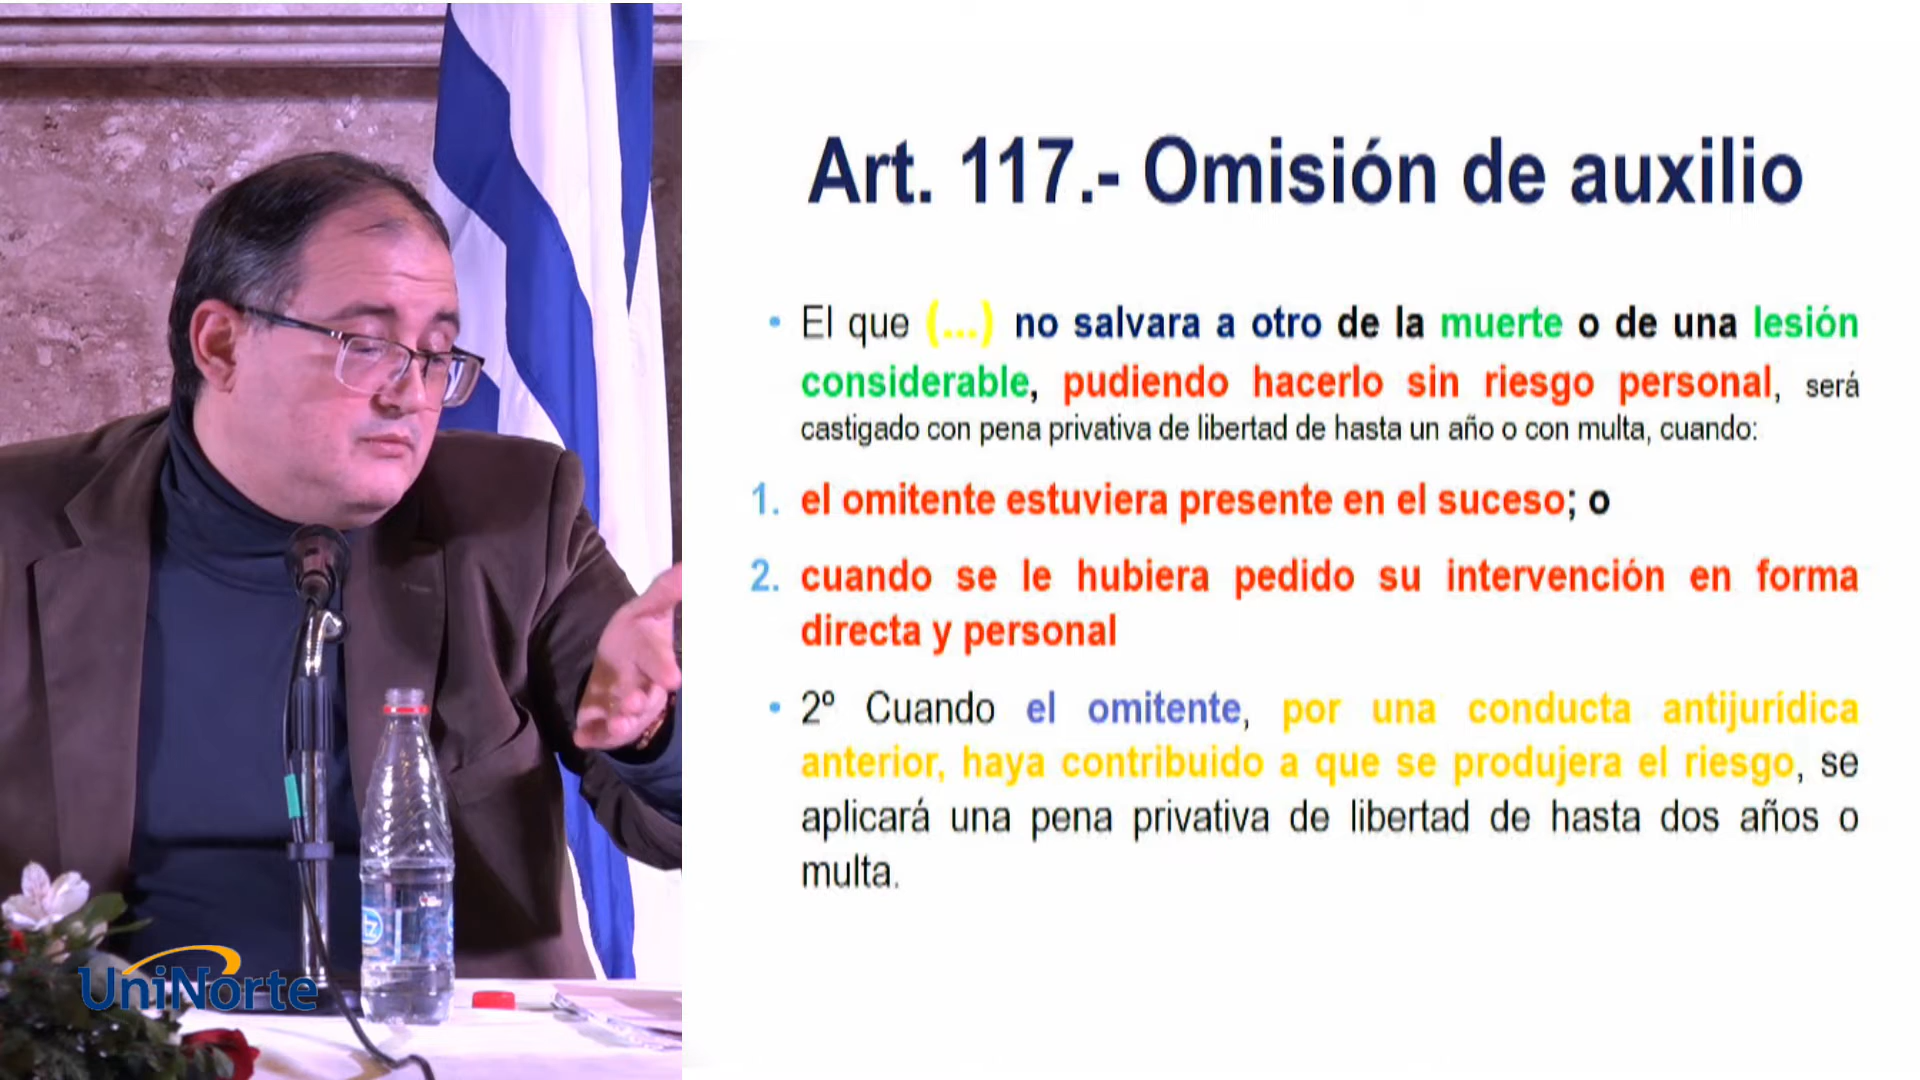 Art. 117.- Omisión de auxilio
• El que (...) no salvara a otro de la muerte o de una lesión
considerable, pudiendo hacerlo sin riesgo personal, será
castigado con pena privativa de libertad de hasta un año o con multa, cuando:
1. el omitente estuviera presente en el suceso; o
2. cuando se le hubiera pedido su intervención en forma
directa y personal
• 2º Cuando el omitente, por una conducta antijurídica
anterior, haya contribuido a que se produjera el riesgo, se
aplicará una pena privativa de libertad de hasta dos años o
multa.
UniNorte